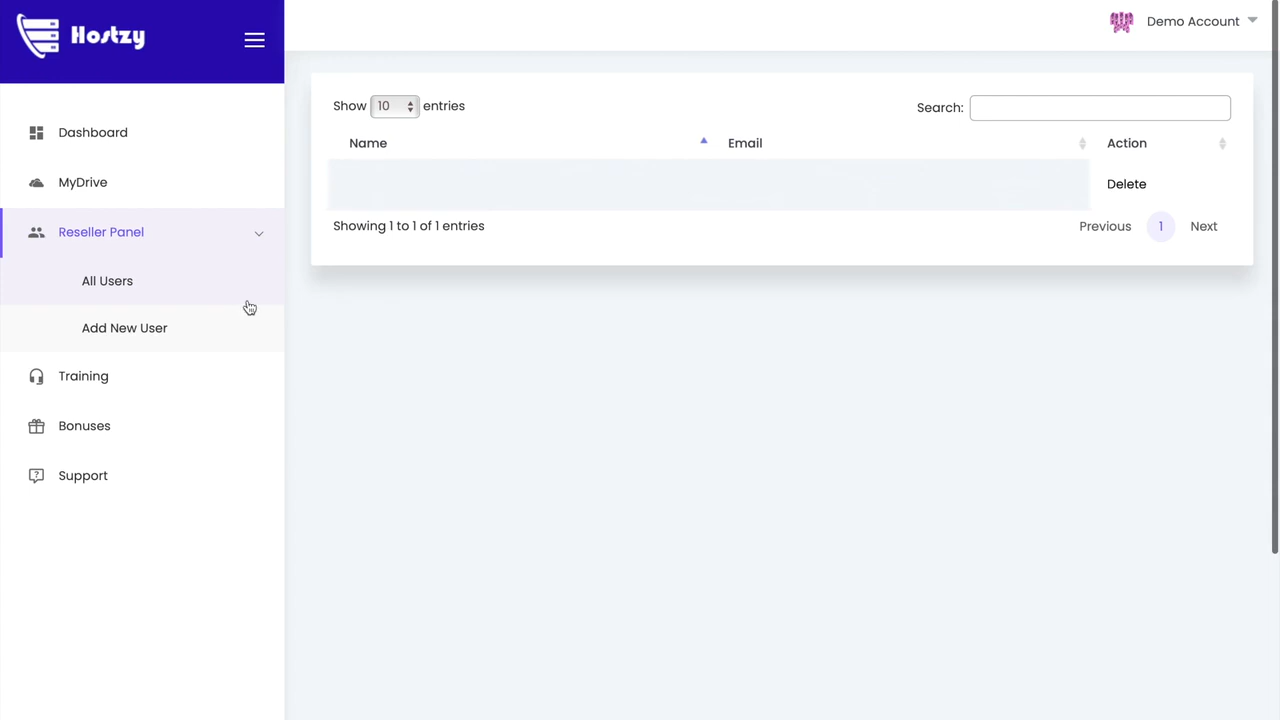 Hostzy
Demo Account
Dashboard
MyDrive
Reseller Panel
All Users
Add New User
Training
Bonuses
Support
Show 10 entries
Search:
Name Email Action
Delete
Showing 1 to 1 of 1 entries
Previous 1 Next